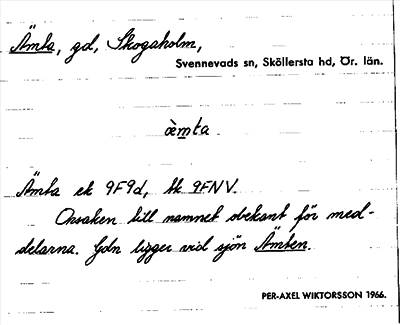 Ämta, gd, Skogaholm,
Svennevads sn, Sköllersta hd, Ör. län.
ämta
Ämta ek 9F9d, tk 9FNV.
Orsaken till namnet obekant för med-
delarna. Gdn ligger vid sjön Ämten.
PER-AXEL WIKTORSSON 1966.